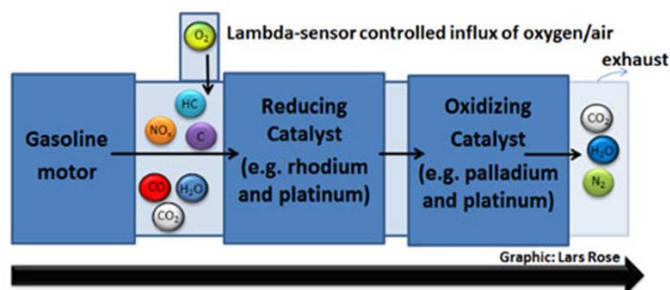 O₂
Lambda-sensor controlled influx of oxygen/air
exhaust
Gasoline
motor
HC
NOₓ
C
CO
H₂O
CO₂
Reducing
Catalyst
(e.g. rhodium
and platinum)
Oxidizing
Catalyst
(e.g. palladium
and platinum)
CO₂
H₂O
N₂
Graphic: Lars Rose